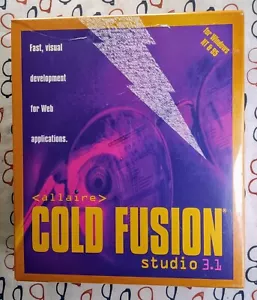 for Windows
NT & 95
Fast, visual
development
for Web
applications.
<allaire>
COLD FUSION®
studio 3.1